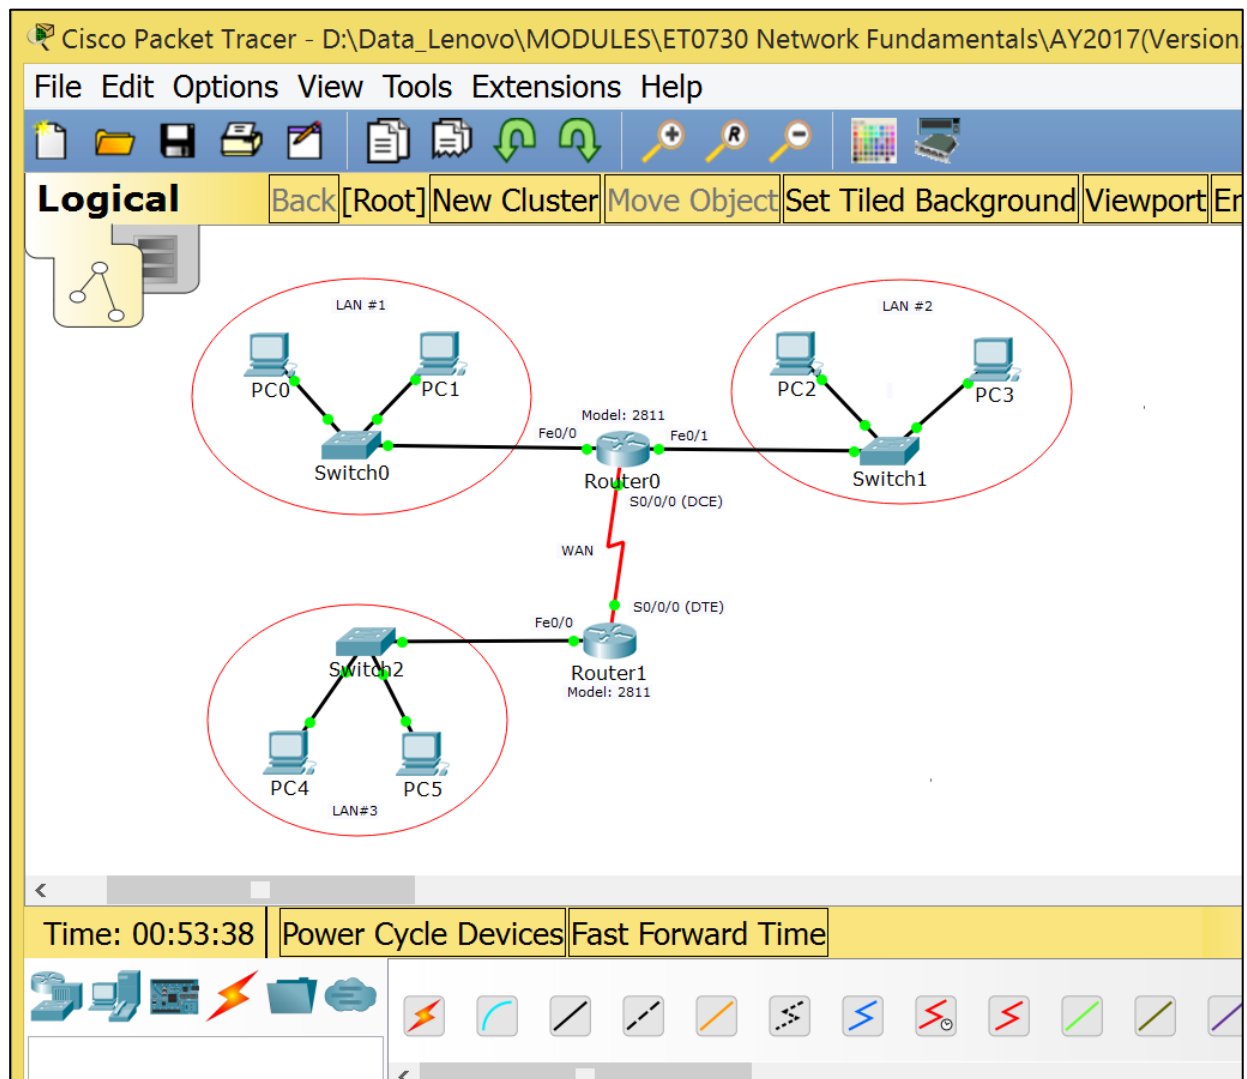 Cisco Packet Tracer - D:\Data_Lenovo\MODULES\ET0730 Network Fundamentals\AY2017(Version.
File Edit Options View Tools Extensions Help
R
Logical Back [Root] New Cluster Move Object Set Tiled Background Viewport En
LAN #1
LAN #2
PC0 PC1
PC2 PC3
Model: 2811
Fe0/0 Fe0/1
Switch0 Router0 Switch1
S0/0/0 (DCE)
WAN
S0/0/0 (DTE)
Fe0/0
Switch2 Router1
Model: 2811
PC4 PC5
LAN#3
Time: 00:53:38 Power Cycle Devices Fast Forward Time